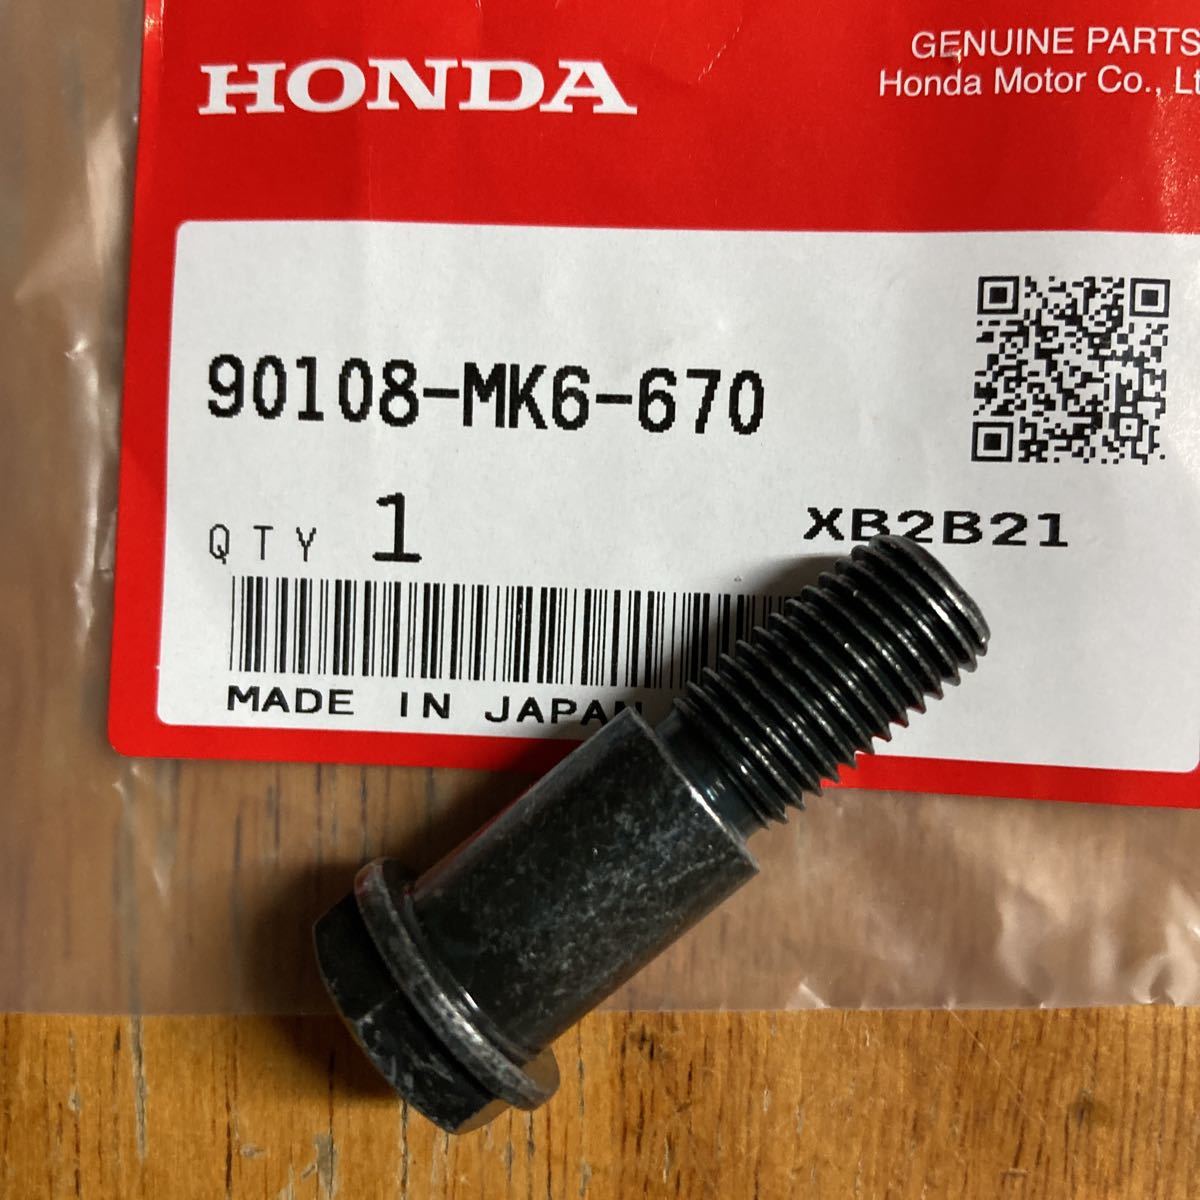 HONDA
GENUINE PARTS
Honda Motor Co., Lt
90108-MK6-670
QTY 1
XB2B21
MADE IN JAPAN